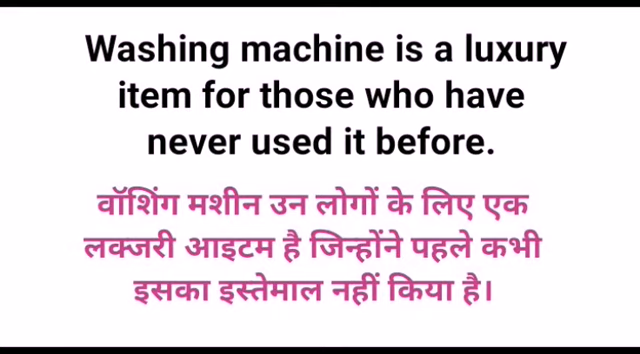 Washing machine is a luxury
item for those who have
never used it before.
वॉशिंग मशीन उन लोगों के लिए एक
लक्जरी आइटम है जिन्होंने पहले कभी
इसका इस्तेमाल नहीं किया है।